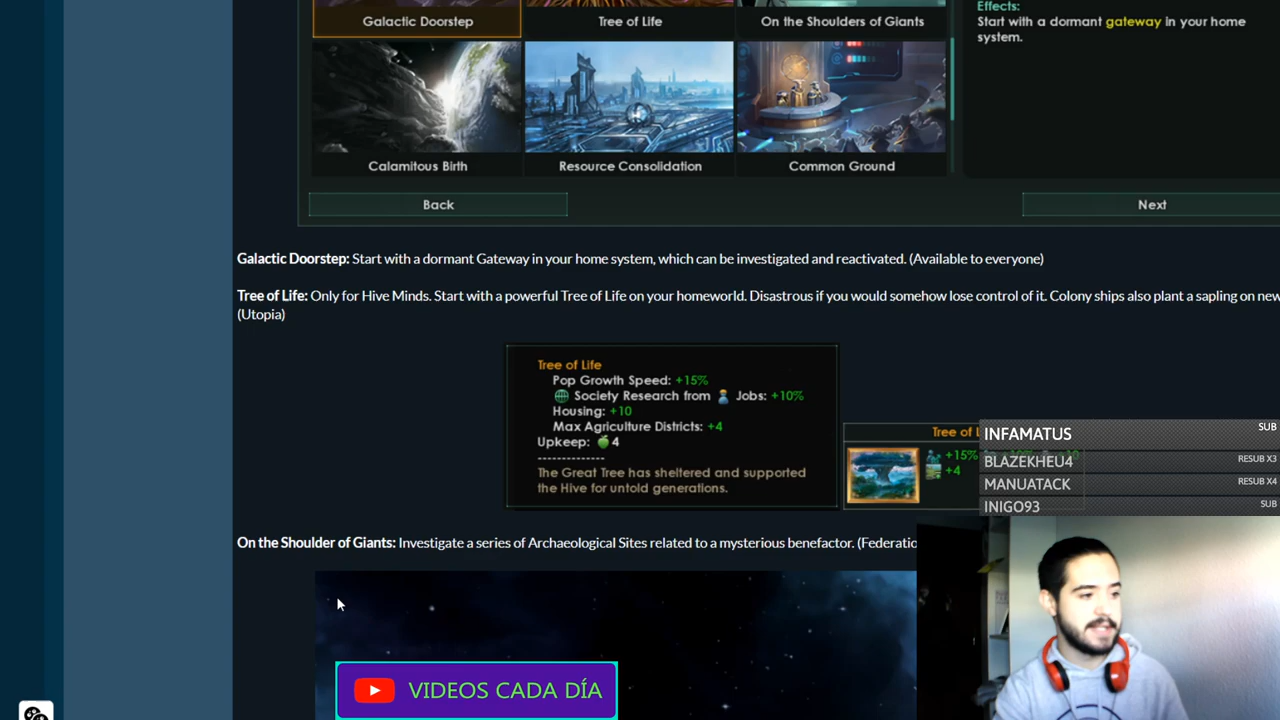 Galactic Doorstep
Tree of Life
On the Shoulders of Giants
Effects:
Start with a dormant gateway in your home
system.
Calamitous Birth
Resource Consolidation
Common Ground
Back
Next
Galactic Doorstep: Start with a dormant Gateway in your home system, which can be investigated and reactivated. (Available to everyone)
Tree of Life: Only for Hive Minds. Start with a powerful Tree of Life on your homeworld. Disastrous if you would somehow lose control of it. Colony ships also plant a sapling on new
(Utopia)
Tree of Life
Pop Growth Speed: +15%
Society Research from Jobs: +10%
Housing: +10
Max Agriculture Districts: +4
Upkeep: 4
--------------
The Great Tree has sheltered and supported
the Hive for untold generations.
Tree of L
+15%
+4
INFAMATUS SUB
BLAZEKHEU4 RESUB X3
MANUATACK RESUB X4
INIGO93 SUB
On the Shoulder of Giants: Investigate a series of Archaeological Sites related to a mysterious benefactor. (Federatio
VIDEOS CADA DÍA